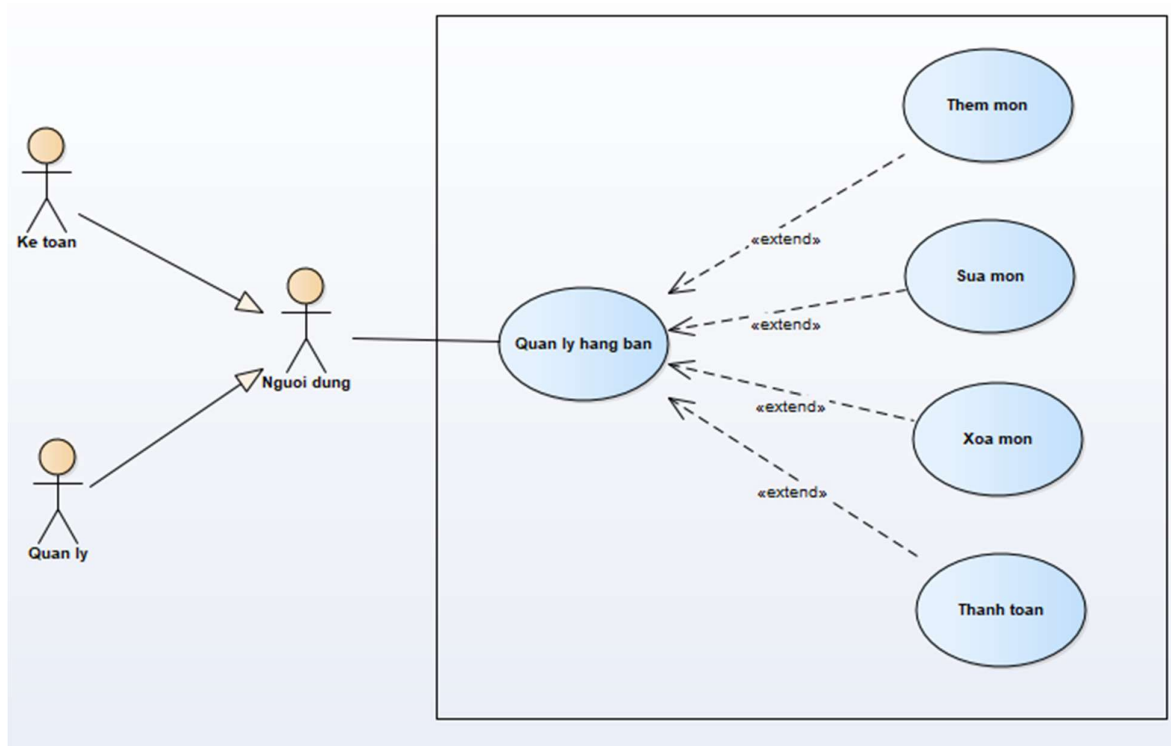 Them mon
Ke toan
«extend»
Sua mon
Nguoi dung
«extend»
Quan ly hang ban
«extend»
Xoa mon
«extend»
Quan ly
Thanh toan